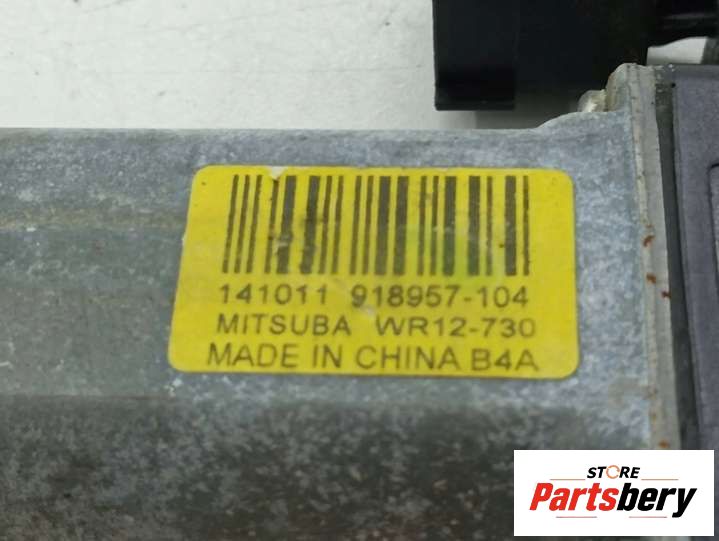 141011 918957-104
MITSUBA WR12-730
MADE IN CHINA B4A
STORE
Partsbery